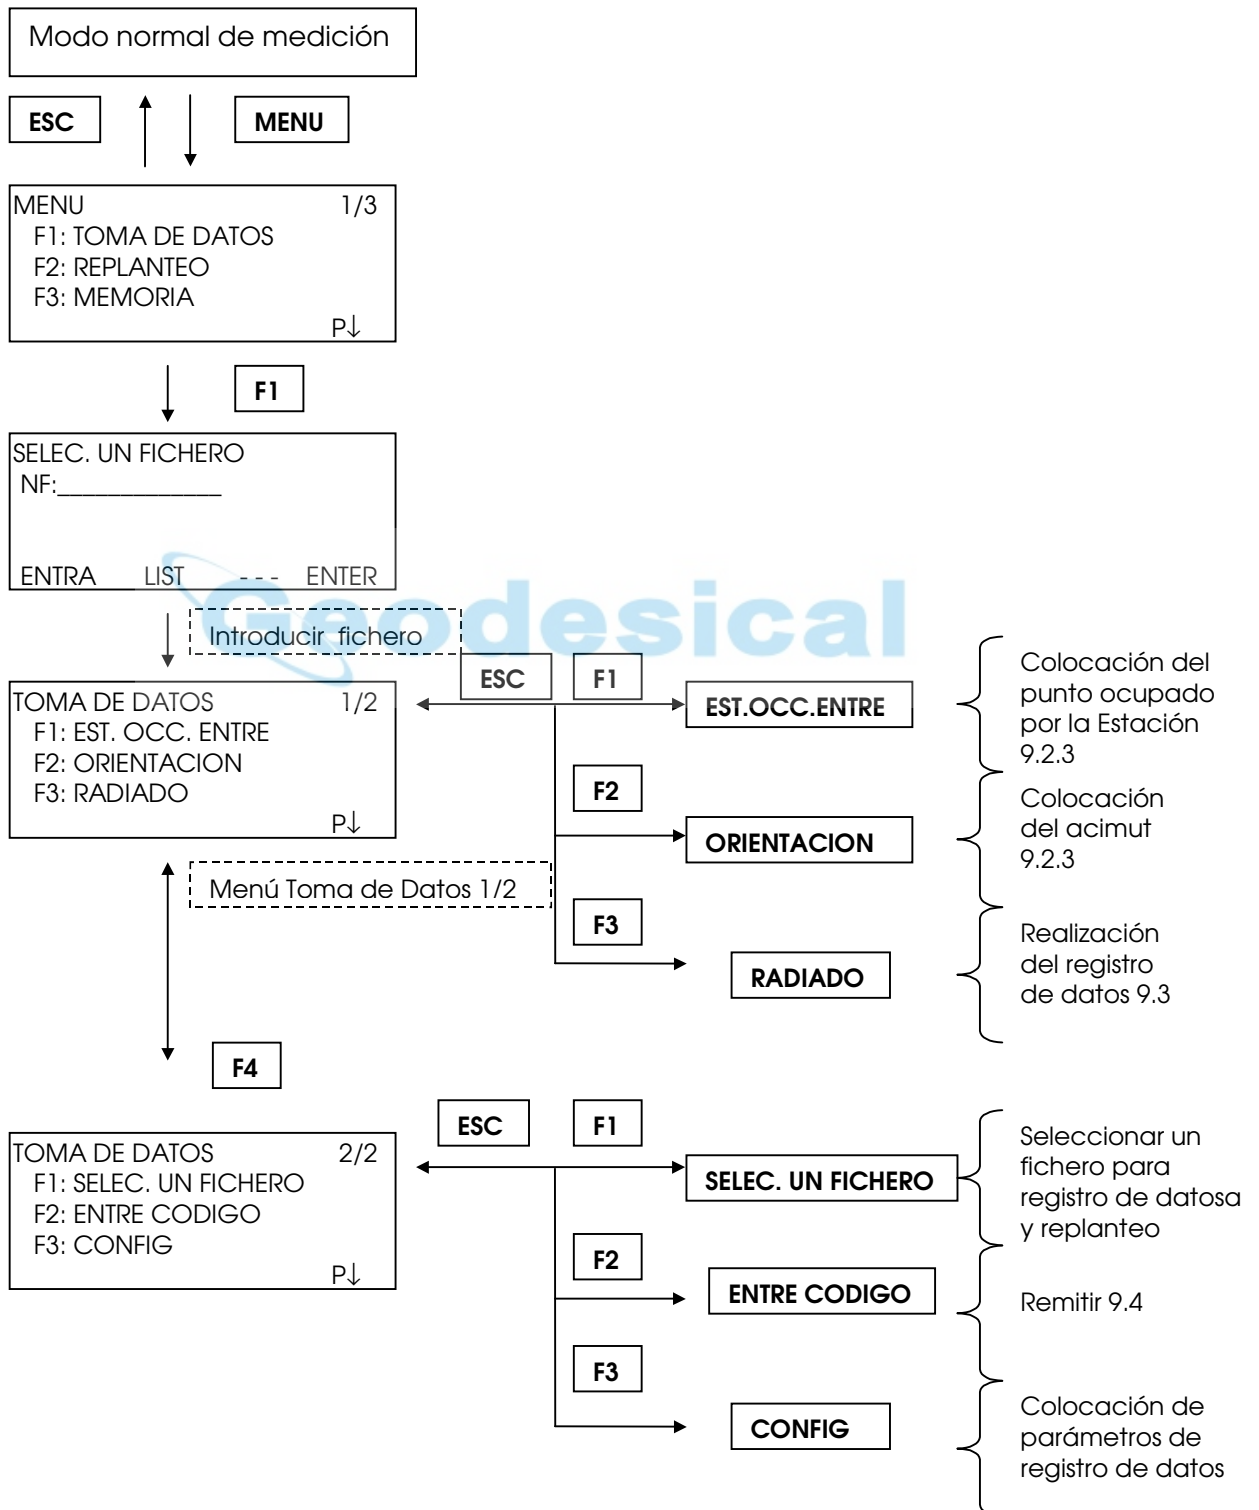 Modo normal de medición
ESC
MENU
MENU 1/3
F1: TOMA DE DATOS
F2: REPLANTEO
F3: MEMORIA
P↓
F1
SELEC. UN FICHERO
NF:_____________
ENTRA LIST - - - ENTER
Geodesical
Introducir fichero
ESC
F1
TOMA DE DATOS 1/2
F1: EST. OCC. ENTRE
F2: ORIENTACION
F3: RADIADO
P↓
EST.OCC.ENTRE
Colocación del
punto ocupado
por la Estación
9.2.3
F2
ORIENTACION
Colocación
del acimut
9.2.3
Menú Toma de Datos 1/2
F3
RADIADO
Realización
del registro
de datos 9.3
F4
ESC
F1
TOMA DE DATOS 2/2
F1: SELEC. UN FICHERO
F2: ENTRE CODIGO
F3: CONFIG
P↓
SELEC. UN FICHERO
Seleccionar un
fichero para
registro de datosa
y replanteo
F2
ENTRE CODIGO
Remitir 9.4
F3
CONFIG
Colocación de
parámetros de
registro de datos